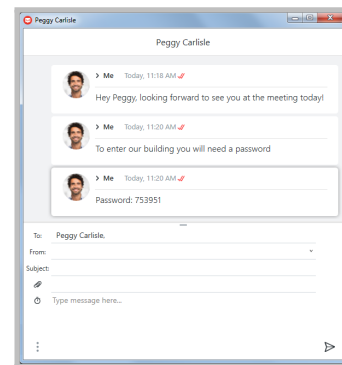 Peggy Carlisle
Peggy Carlisle
> Me Today, 11:18 AM
Hey Peggy, looking forward to see you at the meeting today!
> Me Today, 11:20 AM
To enter our building you will need a password
> Me Today, 11:20 AM
Password: 753951
To: Peggy Carlisle,
From:
Subject:
Type message here...